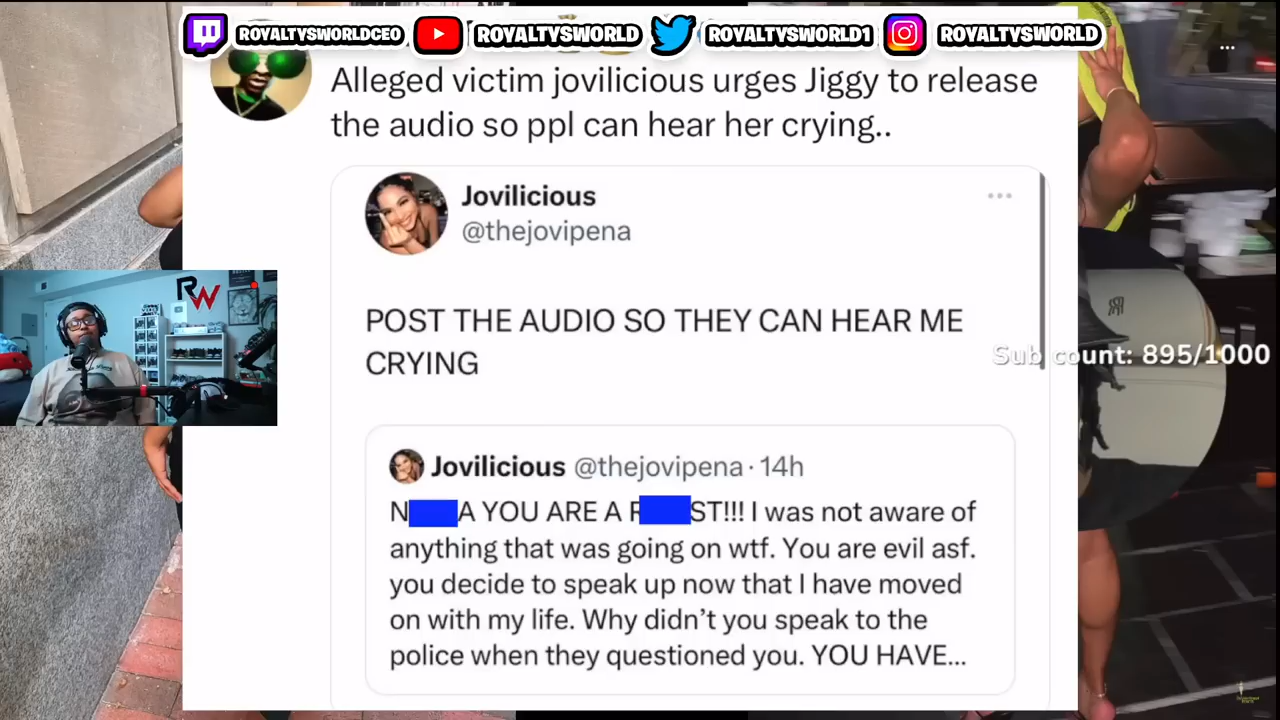 ROYALTYSWORLDCEO ROYALTYSWORLD ROYALTYSWORLD1 ROYALTYSWORLD
Alleged victim jovilicious urges Jiggy to release
the audio so ppl can hear her crying..
Jovilicious
@thejovipena
POST THE AUDIO SO THEY CAN HEAR ME
CRYING
RW
Sub count: 895/1000
Jovilicious @thejovipena · 14h
N A YOU ARE A R ST!!! I was not aware of
anything that was going on wtf. You are evil asf.
you decide to speak up now that I have moved
on with my life. Why didn't you speak to the
police when they questioned you. YOU HAVE...